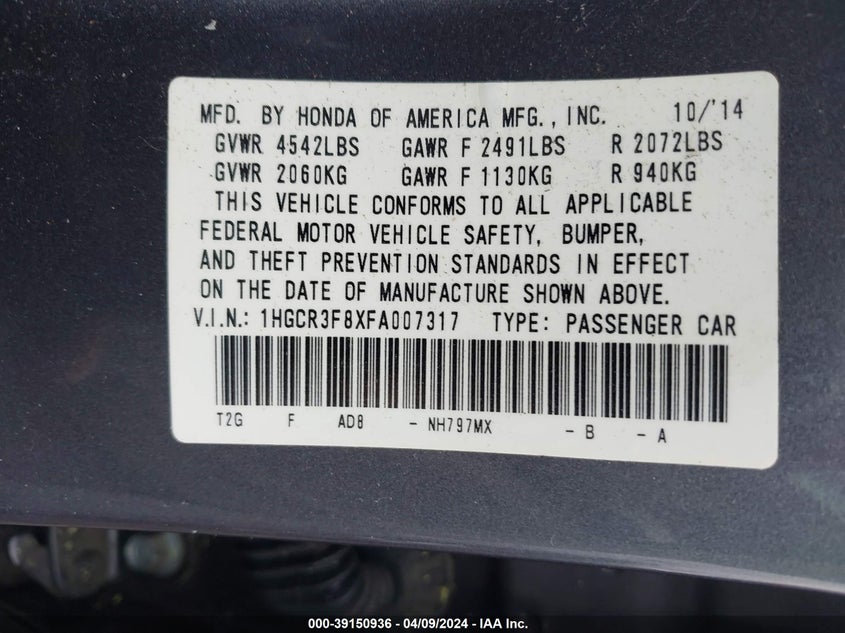 MFD. BY HONDA OF AMERICA MFG., INC. 10/'14
GVWR 4542LBS GAWR F 2491LBS R 2072LBS
GVWR 2060KG GAWR F 1130KG R 940KG
THIS VEHICLE CONFORMS TO ALL APPLICABLE
FEDERAL MOTOR VEHICLE SAFETY, BUMPER,
AND THEFT PREVENTION STANDARDS IN EFFECT
ON THE DATE OF MANUFACTURE SHOWN ABOVE.
V.I.N.: 1HGCR3F8XFA007317 TYPE: PASSENGER CAR
T2G F AD8 - NH797MX - B - A
000-39150936 - 04/09/2024 - IAA Inc.